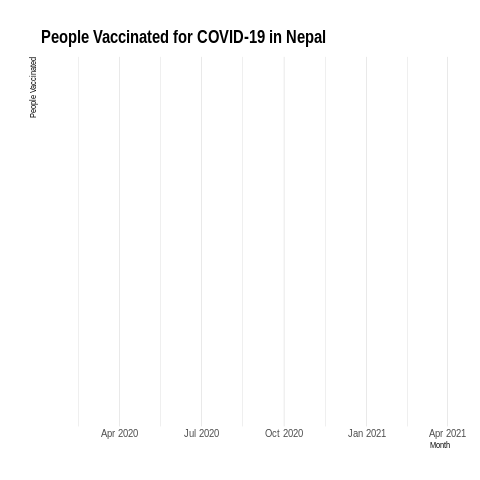 People Vaccinated for COVID-19 in Nepal
People Vaccinated
Apr 2020 Jul 2020 Oct 2020 Jan 2021 Apr 2021
Month